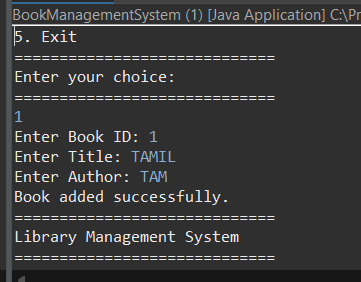 BookManagementSystem (1) [Java Application] C:\Pr
5. Exit
=============================
Enter your choice:
=============================
1
Enter Book ID: 1
Enter Title: TAMIL
Enter Author: TAM
Book added successfully.
=============================
Library Management System
=============================